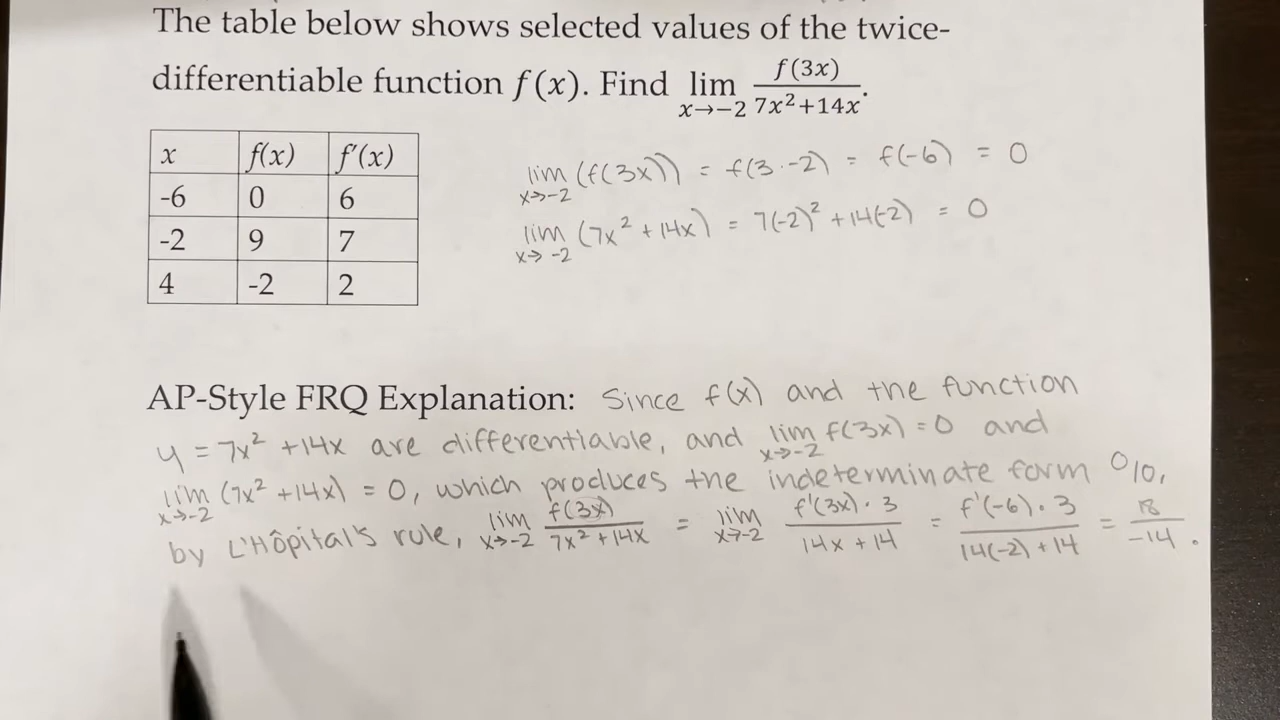 The table below shows selected values of the twice-
differentiable function f(x). Find lim x→−2 f(3x) / 7x²+14x.
x f(x) f'(x)
-6 0 6
-2 9 7
4 -2 2
lim x→-2 (f(3x)) = f(3·-2) = f(-6) = 0
lim x→-2 (7x² + 14x) = 7(-2)² + 14(-2) = 0
AP-Style FRQ Explanation: Since f(x) and the function
y = 7x² + 14x are differentiable, and lim x→-2 f(3x) = 0 and
lim x→-2 (7x² + 14x) = 0, which produces the indeterminate form 0/0,
by L'Hôpital's rule, lim x→-2 f(3x) / 7x² + 14x = lim x→-2 f'(3x)·3 / 14x + 14 = f'(-6)·3 / 14(-2) + 14 = 18 / -14.